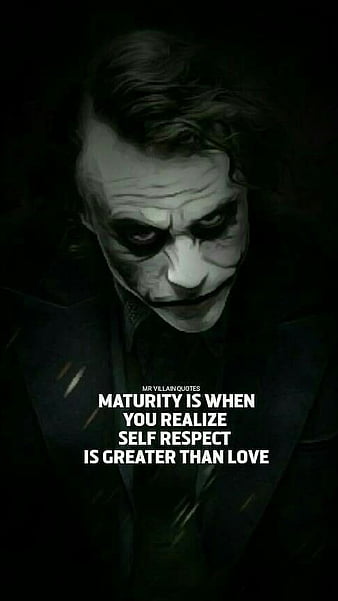 MR VILLAIN QUOTES
MATURITY IS WHEN
YOU REALIZE
SELF RESPECT
IS GREATER THAN LOVE